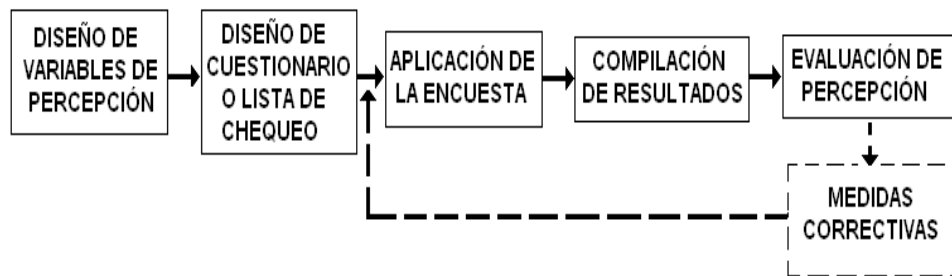 DISEÑO DE
VARIABLES DE
PERCEPCIÓN
DISEÑO DE
CUESTIONARIO
O LISTA DE
CHEQUEO
APLICACIÓN DE
LA ENCUESTA
COMPILACIÓN
DE RESULTADOS
EVALUACIÓN DE
PERCEPCIÓN
MEDIDAS
CORRECTIVAS